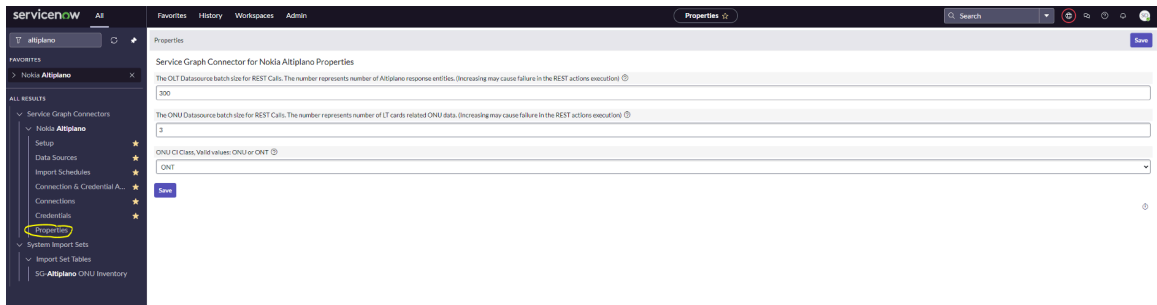 servicenow All Favorites History Workspaces Admin Properties ☆ Search
altiplano
Properties Save
FAVORITES
Nokia Altiplano
ALL RESULTS
Service Graph Connectors
Nokia Altiplano
Setup
Data Sources
Import Schedules
Connection & Credential A...
Connections
Credentials
Properties
System Import Sets
Import Set Tables
SG-Altiplano ONU Inventory
Service Graph Connector for Nokia Altiplano Properties
The OLT Datasource batch size for REST Calls. The number represents number of Altiplano response entities. (Increasing may cause failure in the REST actions execution)
300
The ONU Datasource batch size for REST Calls. The number represents number of LT cards related ONU data. (Increasing may cause failure in the REST actions execution)
3
ONU CI Class, Valid values: ONU or ONT
ONT
Save